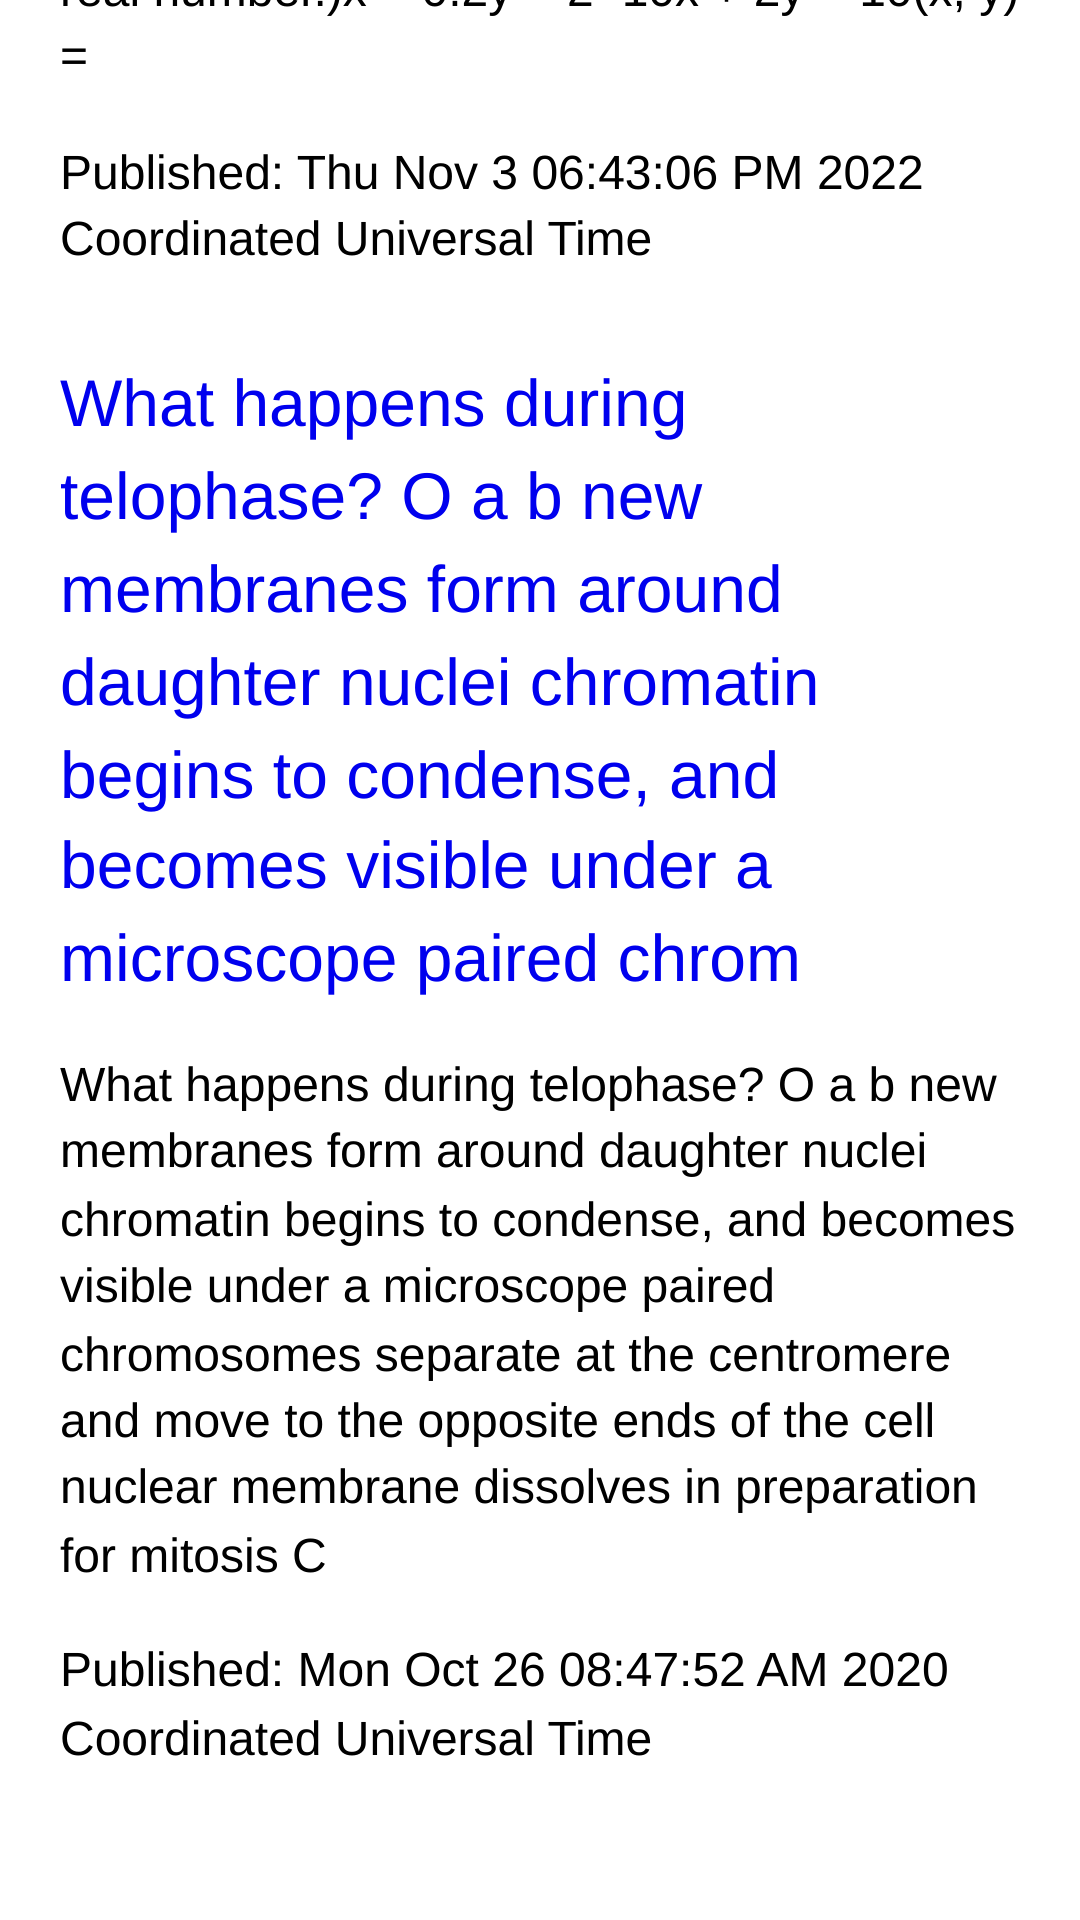 =
Published: Thu Nov 3 06:43:06 PM 2022
Coordinated Universal Time
What happens during
telophase? O a b new
membranes form around
daughter nuclei chromatin
begins to condense, and
becomes visible under a
microscope paired chrom
What happens during telophase? O a b new
membranes form around daughter nuclei
chromatin begins to condense, and becomes
visible under a microscope paired
chromosomes separate at the centromere
and move to the opposite ends of the cell
nuclear membrane dissolves in preparation
for mitosis C
Published: Mon Oct 26 08:47:52 AM 2020
Coordinated Universal Time